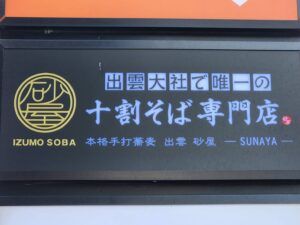 砂屋
IZUMO SOBA
出雲大社で唯一の
十割そば専門店
本格手打蕎麦 出雲 砂屋 — SUNAYA —